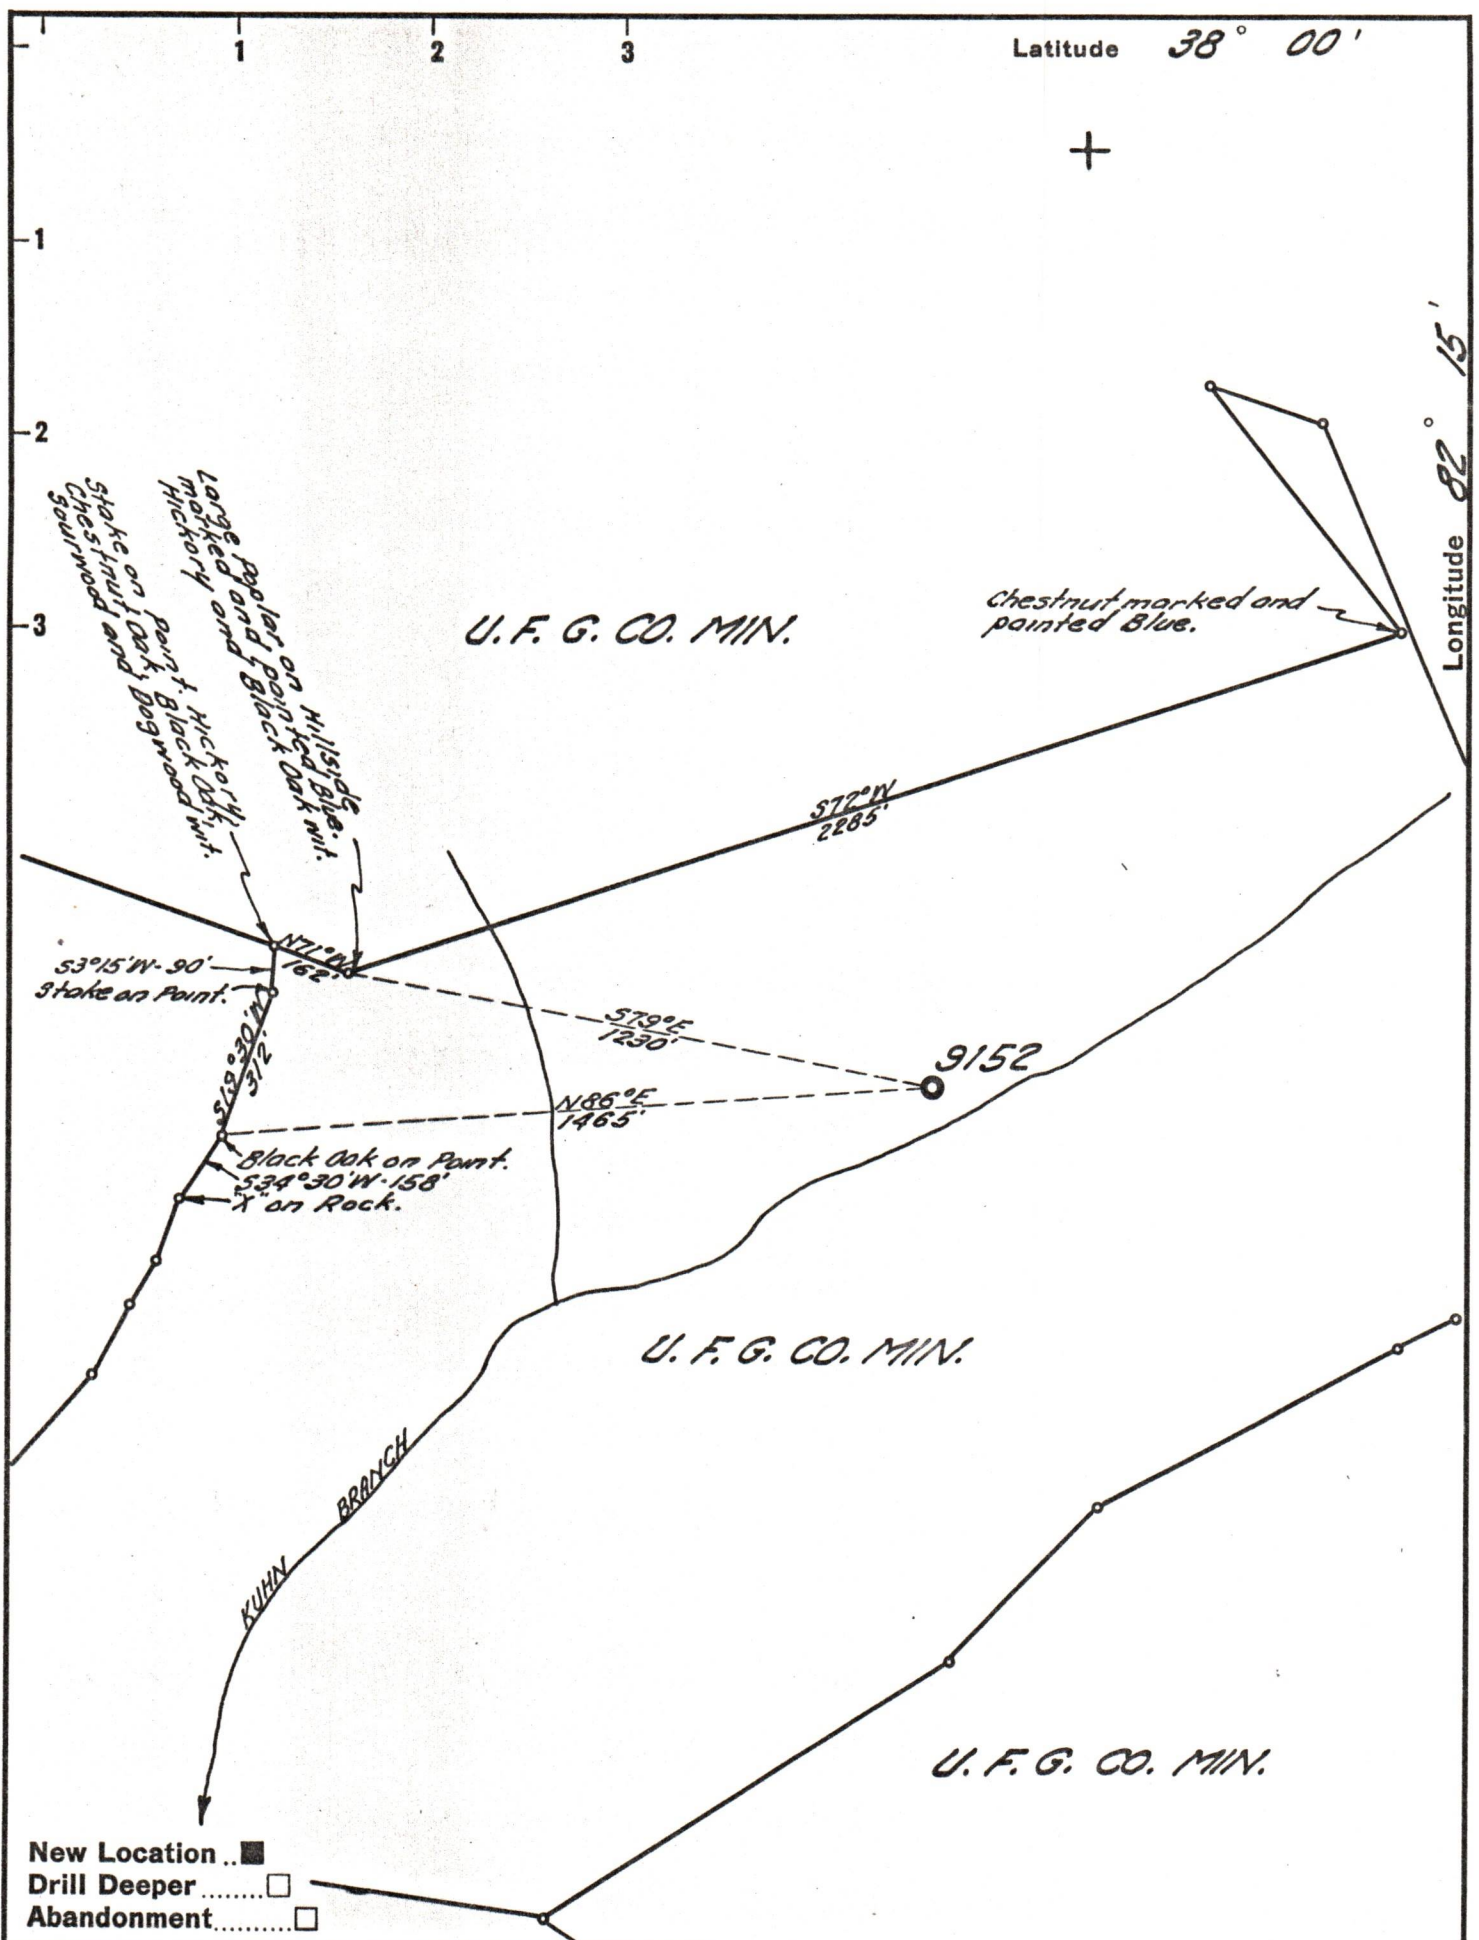 1 2 3 Latitude 38° 00'
1
2
3
Longitude 82° 15'
Large Poplar on Hillside
marked and painted Blue.
Hickory and Black Oak wit.
Stake on Point. Hickory,
Chestnut Oak, Black Oak,
Sourwood and Dogwood wit.
U. F. G. CO. MIN.
Chestnut marked and
painted Blue.
S72°W
2285'
N71°W
162'
S3°15'W-90'
Stake on Point.
S19°30'W
312'
S79°E
1230'
9152
N86°E
1465'
Black Oak on Point.
S34°30'W-158'
"X" on Rock.
U. F. G. CO. MIN.
KUHN BRANCH
U. F. G. CO. MIN.
New Location ..■
Drill Deeper ........□
Abandonment..........□